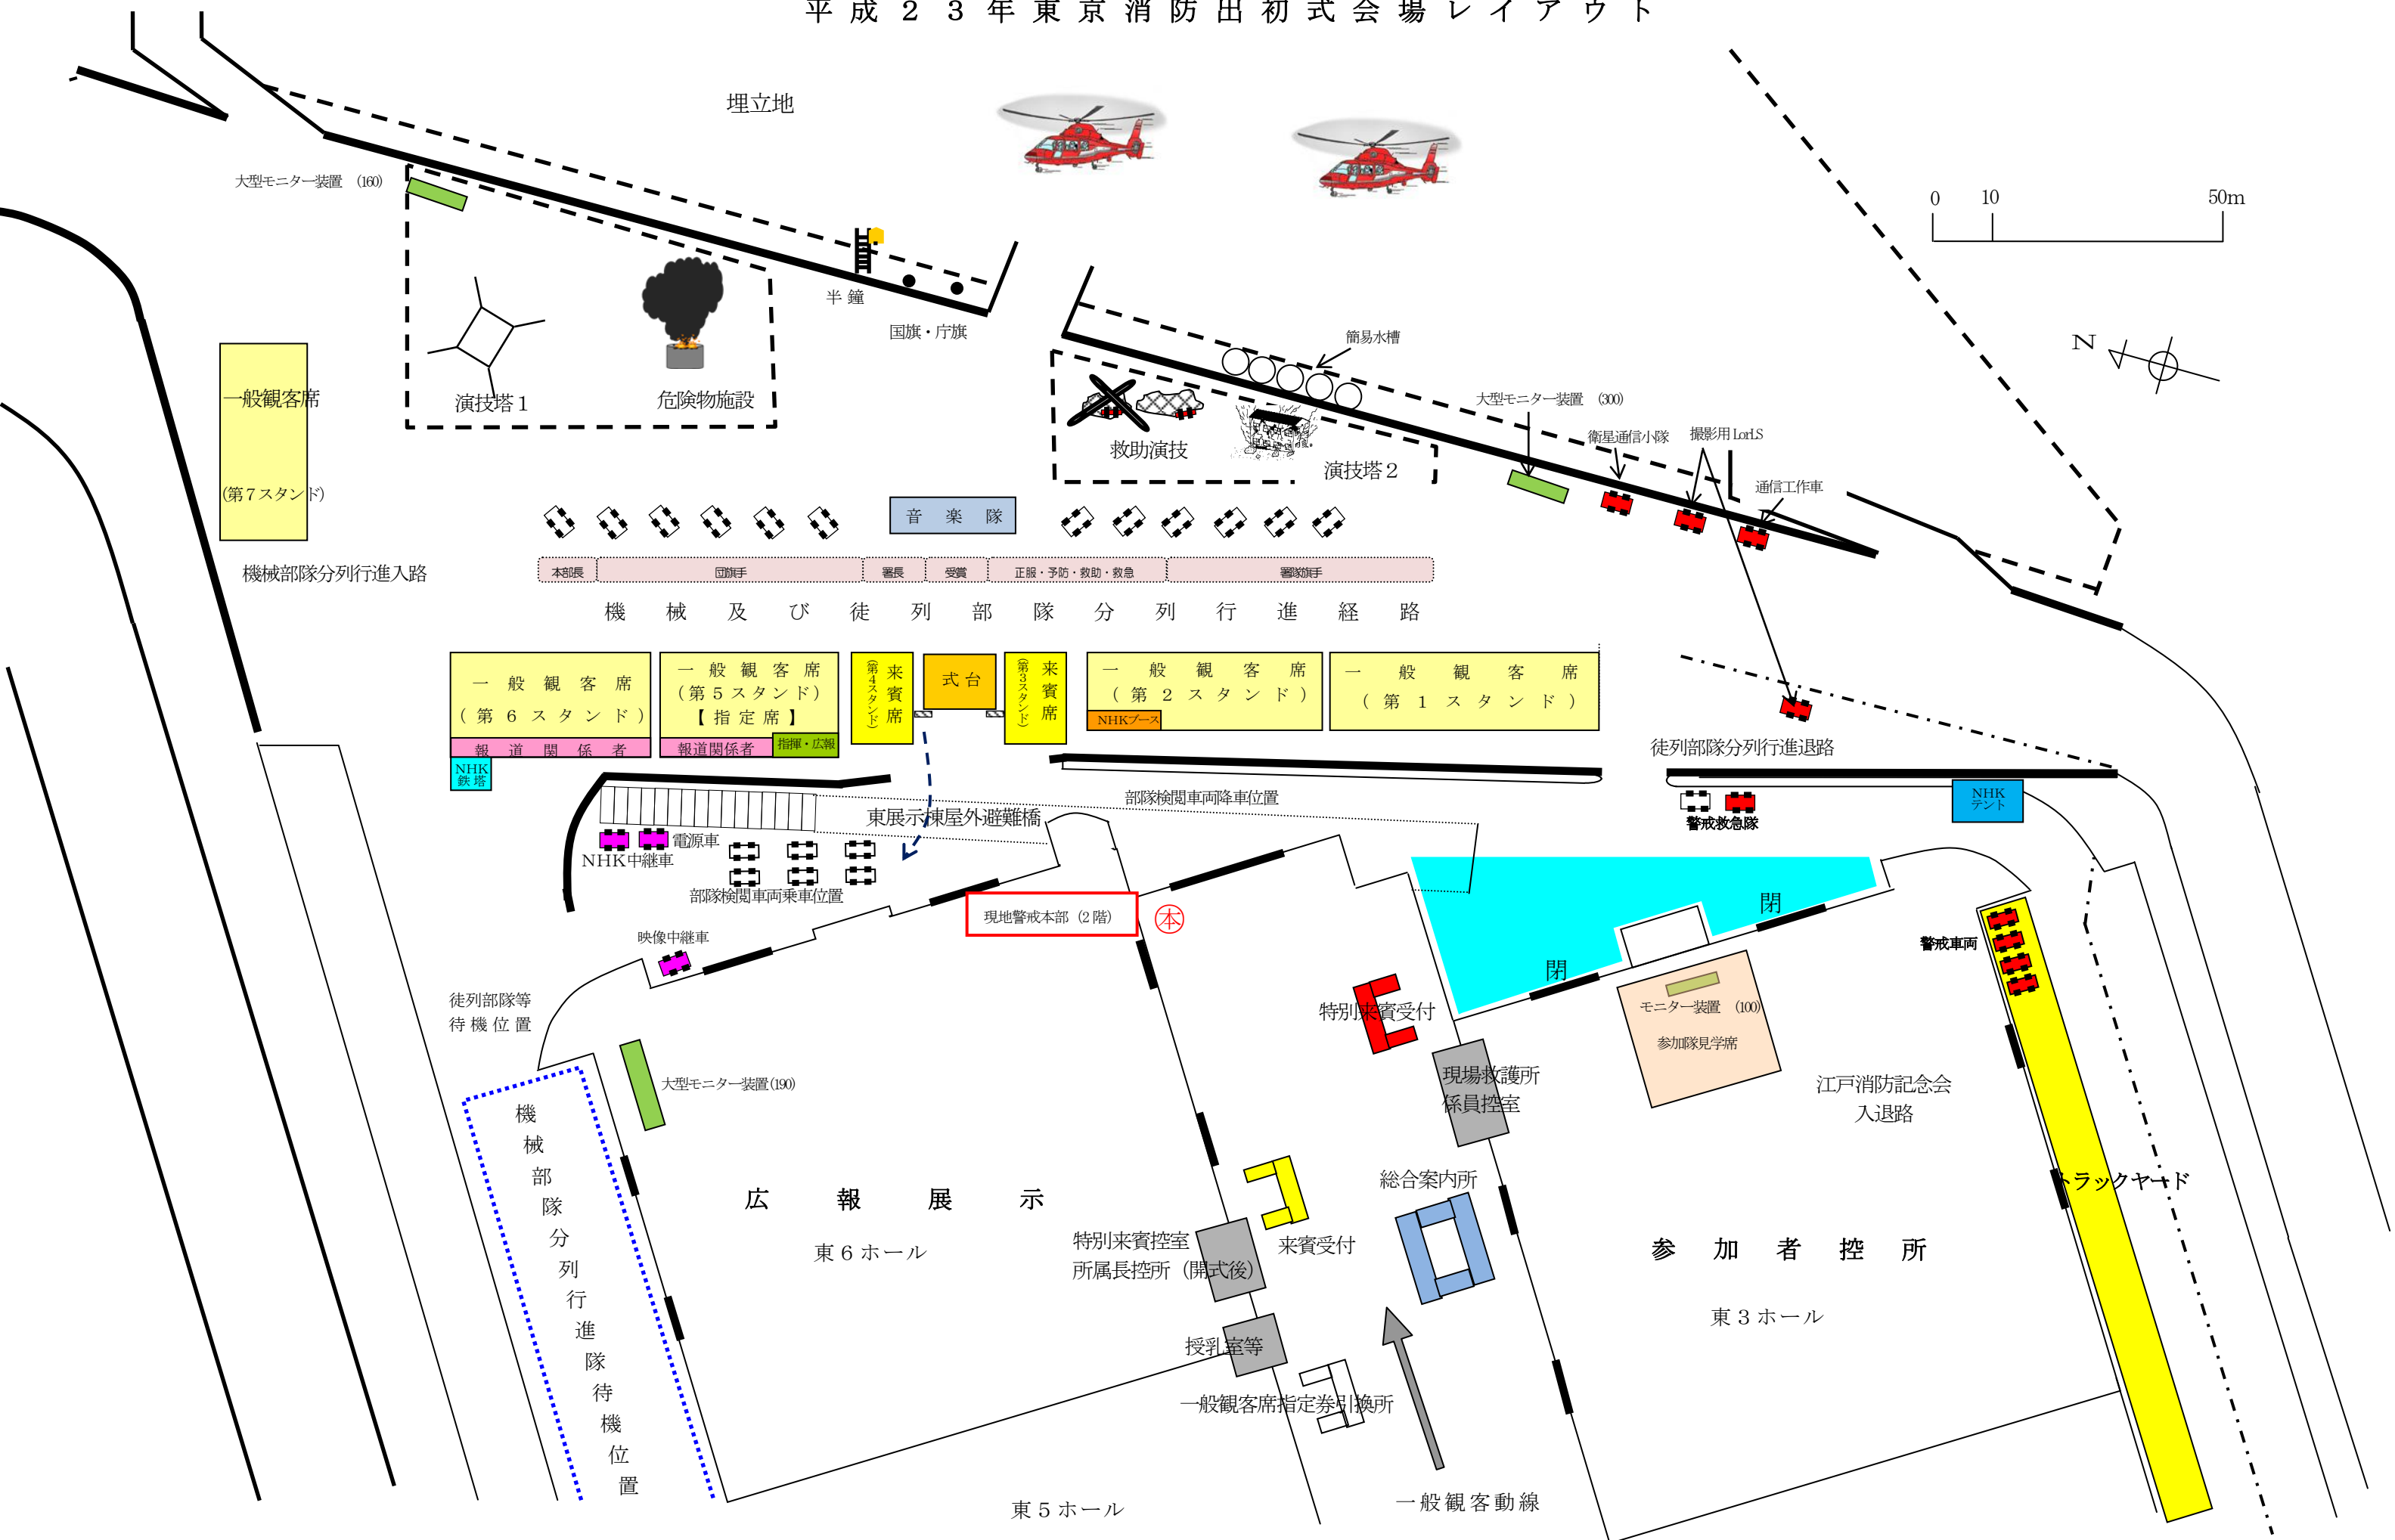 平成２３年東京消防出初式会場レイアウト
埋立地
大型モニター装置 (160)
0 10 50m
半鐘
国旗・庁旗
簡易水槽
N
一般観客席
(第７スタンド)
演技塔１
危険物施設
救助演技
演技塔２
大型モニター装置 (300)
衛星通信小隊
撮影用LorLS
通信工作車
音楽隊
機械部隊分列行進入路
本部長
団旗手
署長
受賞
正服・予防・救助・救急
署隊旗手
機械及び徒列部隊分列行進経路
一般観客席
(第６スタンド)
報道関係者
NHK
鉄塔
一般観客席
(第５スタンド)
【指定席】
報道関係者
指揮・広報
来賓席
(第4スタンド)
式台
来賓席
(第3スタンド)
一般観客席
(第２スタンド)
NHKブース
一般観客席
(第１スタンド)
徒列部隊分列行進退路
部隊検閲車両降車位置
東展示棟屋外避難橋
NHK
テント
警戒救急隊
電源車
NHK中継車
部隊検閲車両乗車位置
現地警戒本部 (2階)
本
閉
閉
映像中継車
警戒車両
徒列部隊等
待機位置
特別来賓受付
モニター装置 (100)
参加隊見学席
大型モニター装置(190)
現場救護所
係員控室
江戸消防記念会
入退路
機械部隊分列行進隊待機位置
総合案内所
トラックヤード
広報展示
東６ホール
特別来賓控室
所属長控所（開式後）
来賓受付
参加者控所
東３ホール
授乳室等
一般観客席指定券引換所
東５ホール
一般観客動線